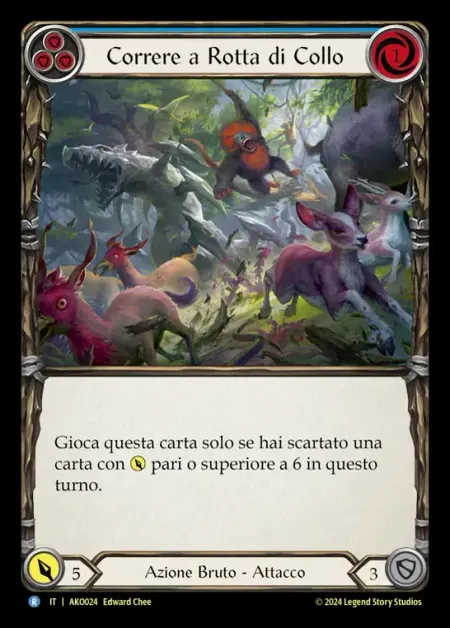 Correre a Rotta di Collo
1
Gioca questa carta solo se hai scartato una
carta con pari o superiore a 6 in questo
turno.
5
Azione Bruto - Attacco
3
R IT | AKO024 Edward Chee
© 2024 Legend Story Studios